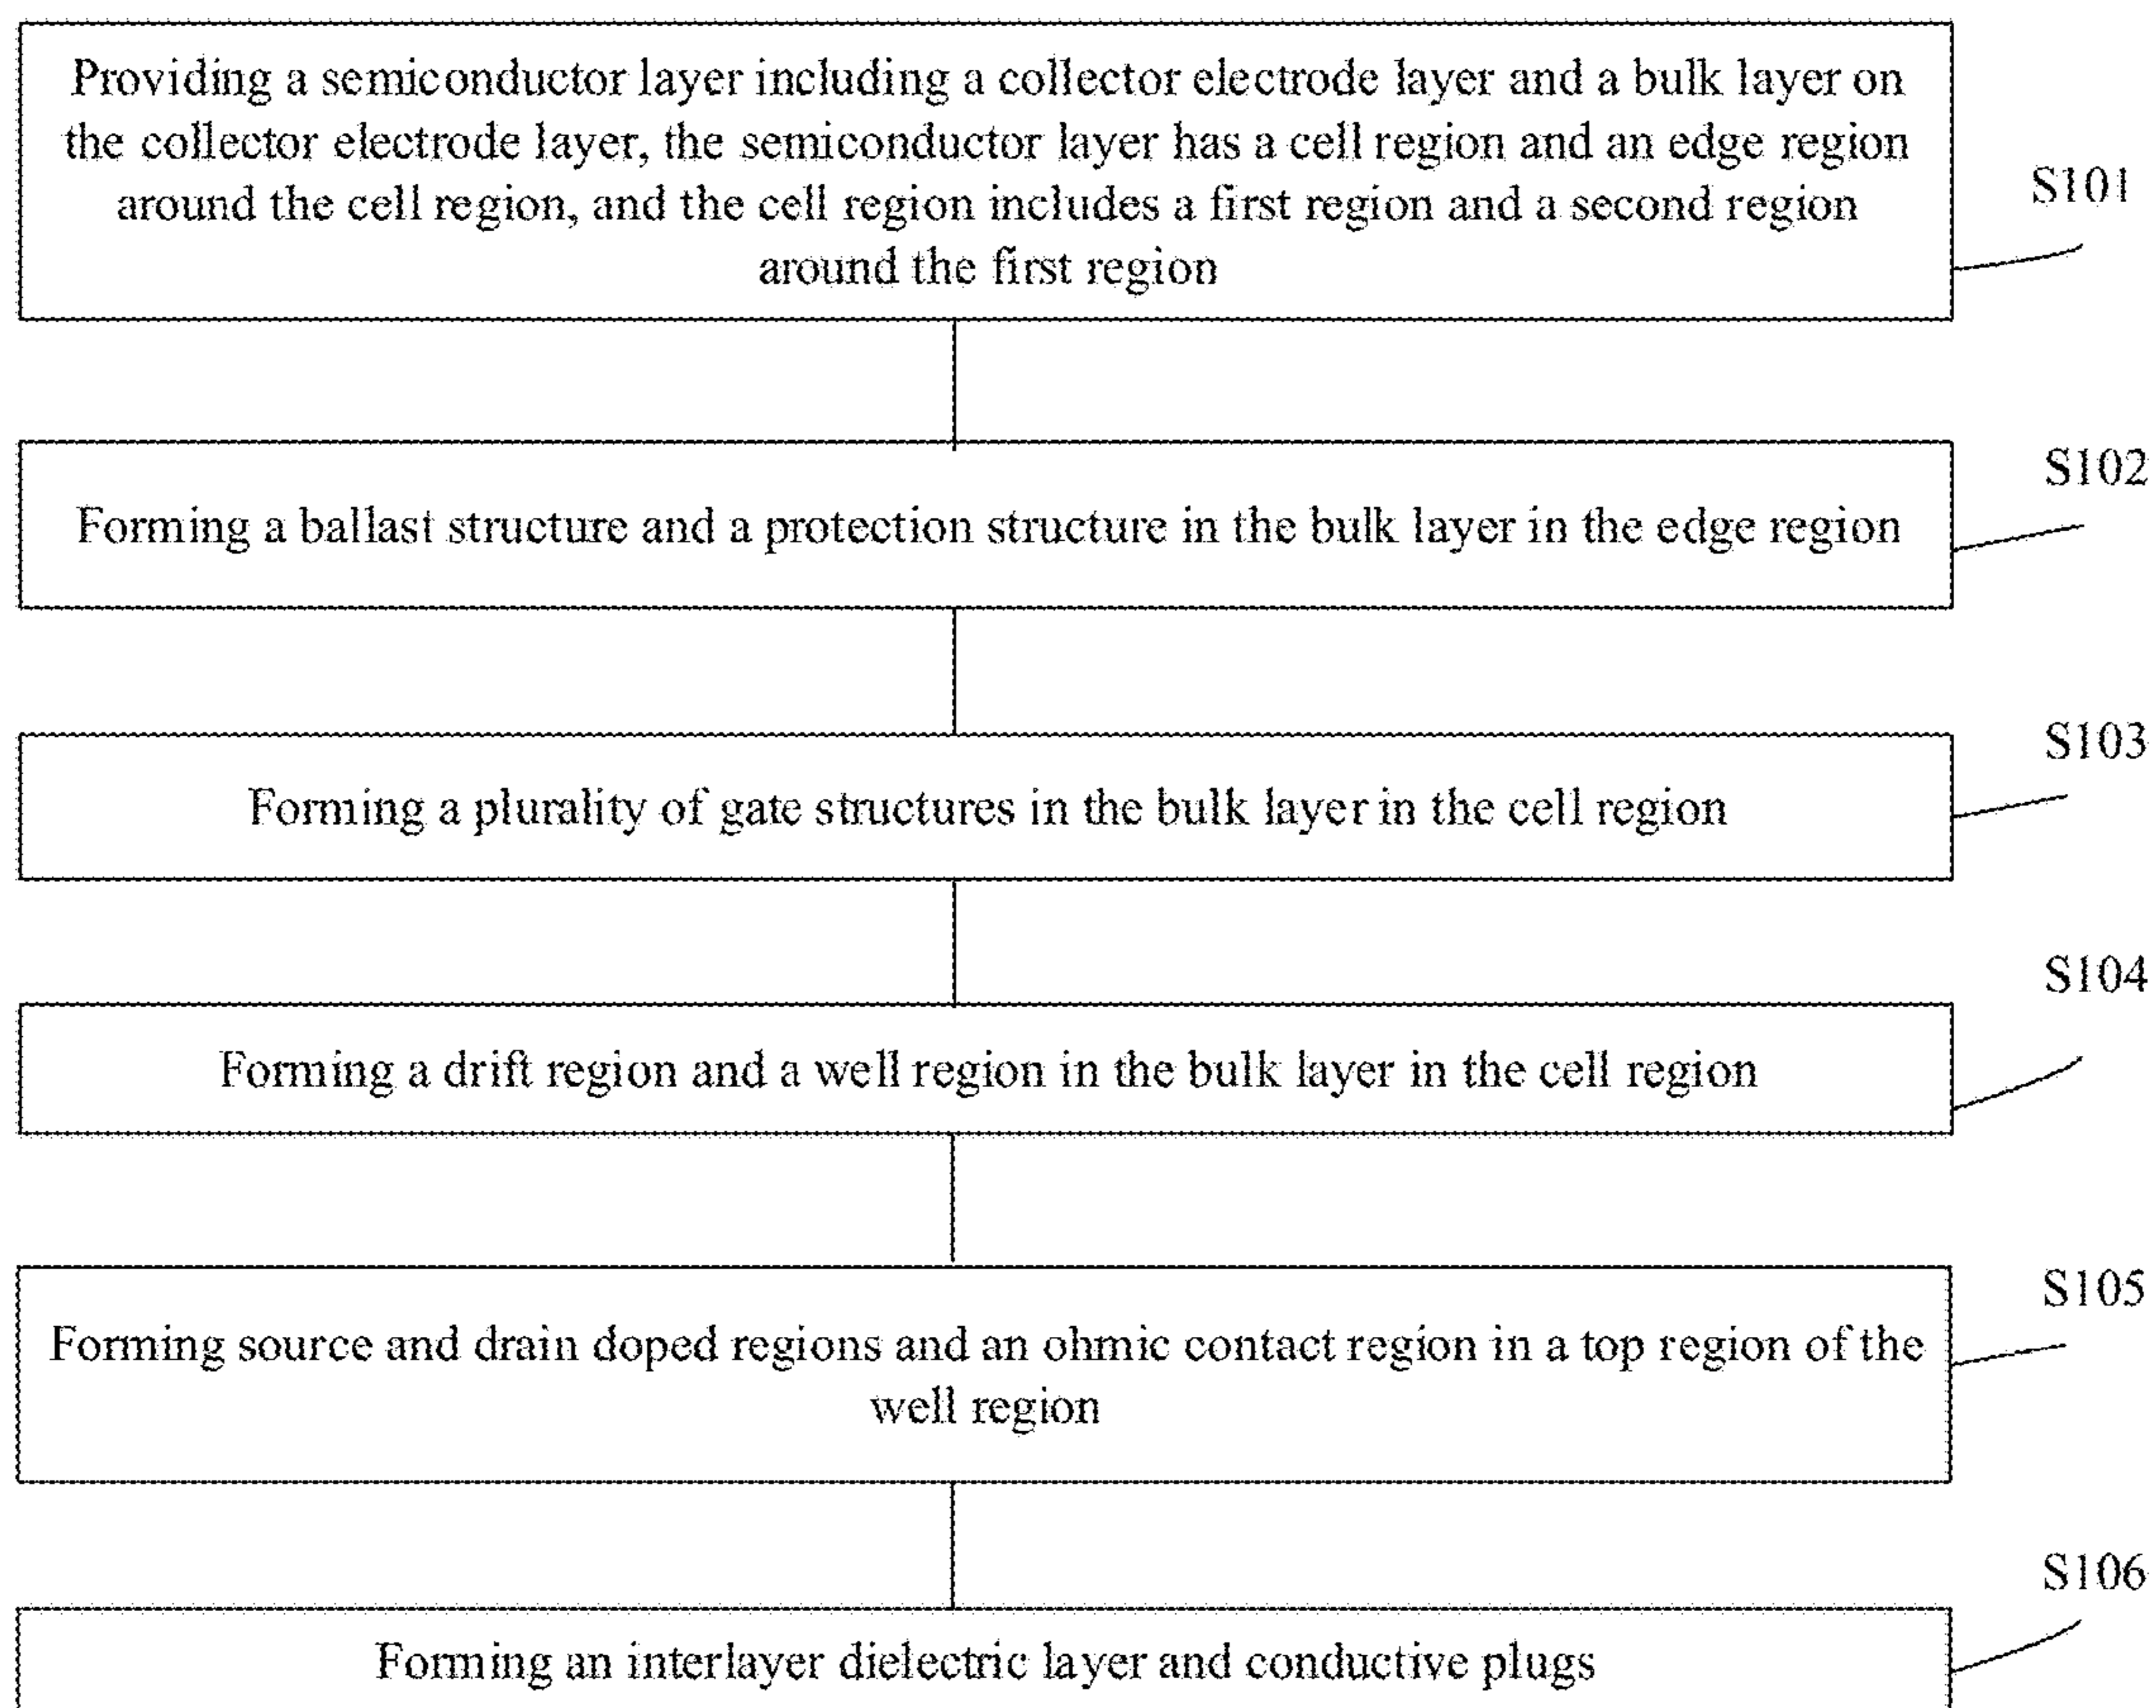 Providing a semiconductor layer including a collector electrode layer and a bulk layer on
the collector electrode layer, the semiconductor layer has a cell region and an edge region
around the cell region, and the cell region includes a first region and a second region
around the first region
S101
S102
Forming a ballast structure and a protection structure in the bulk layer in the edge region
S103
Forming a plurality of gate structures in the bulk layer in the cell region
S104
Forming a drift region and a well region in the bulk layer in the cell region
S105
Forming source and drain doped regions and an ohmic contact region in a top region of the
well region
S106
Forming an interlayer dielectric layer and conductive plugs